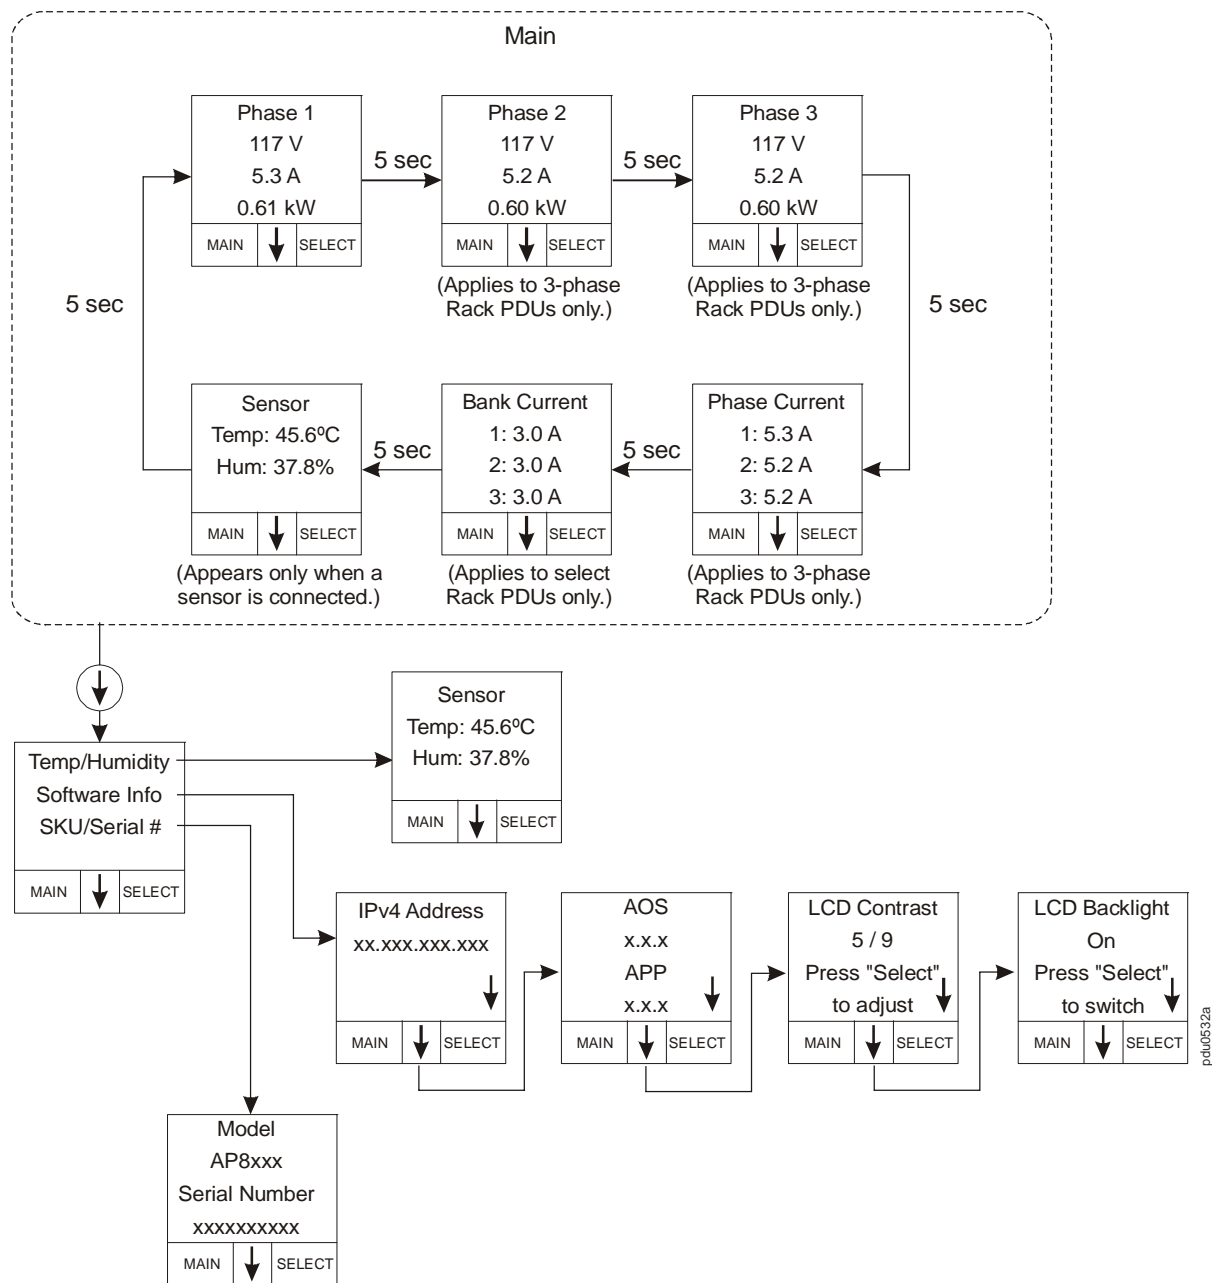 Main
Phase 1
117 V
5.3 A
0.61 kW
MAIN SELECT
5 sec
Phase 2
117 V
5.2 A
0.60 kW
MAIN SELECT
(Applies to 3-phase
Rack PDUs only.)
5 sec
Phase 3
117 V
5.2 A
0.60 kW
MAIN SELECT
(Applies to 3-phase
Rack PDUs only.)
5 sec
5 sec
Sensor
Temp: 45.6ºC
Hum: 37.8%
MAIN SELECT
(Appears only when a
sensor is connected.)
5 sec
Bank Current
1: 3.0 A
2: 3.0 A
3: 3.0 A
MAIN SELECT
(Applies to select
Rack PDUs only.)
5 sec
Phase Current
1: 5.3 A
2: 5.2 A
3: 5.2 A
MAIN SELECT
(Applies to 3-phase
Rack PDUs only.)
Sensor
Temp: 45.6ºC
Hum: 37.8%
MAIN SELECT
Temp/Humidity
Software Info
SKU/Serial #
MAIN SELECT
IPv4 Address
xx.xxx.xxx.xxx
MAIN SELECT
AOS
x.x.x
APP
x.x.x
MAIN SELECT
LCD Contrast
5 / 9
Press "Select"
to adjust
MAIN SELECT
LCD Backlight
On
Press "Select"
to switch
MAIN SELECT
pdu0532a
Model
AP8xxx
Serial Number
xxxxxxxxxx
MAIN SELECT